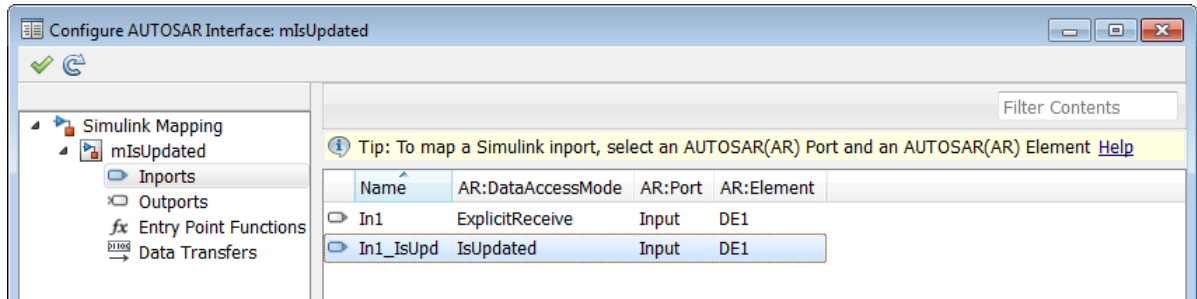 Configure AUTOSAR Interface: mIsUpdated
Filter Contents
Simulink Mapping
mIsUpdated
Inports
Outports
fx Entry Point Functions
Data Transfers
Tip: To map a Simulink inport, select an AUTOSAR(AR) Port and an AUTOSAR(AR) Element Help
Name AR:DataAccessMode AR:Port AR:Element
In1 ExplicitReceive Input DE1
In1_IsUpd IsUpdated Input DE1